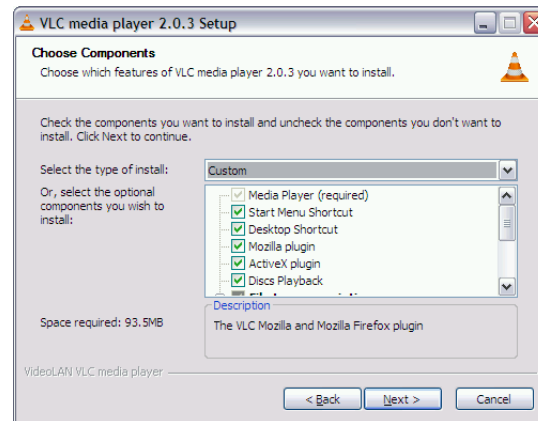 VLC media player 2.0.3 Setup
Choose Components
Choose which features of VLC media player 2.0.3 you want to install.
Check the components you want to install and uncheck the components you don't want to
install. Click Next to continue.
Select the type of install:
Custom
Or, select the optional
components you wish to
install:
Media Player (required)
Start Menu Shortcut
Desktop Shortcut
Mozilla plugin
ActiveX plugin
Discs Playback
Space required: 93.5MB
Description
The VLC Mozilla and Mozilla Firefox plugin
VideoLAN VLC media player
< Back
Next >
Cancel